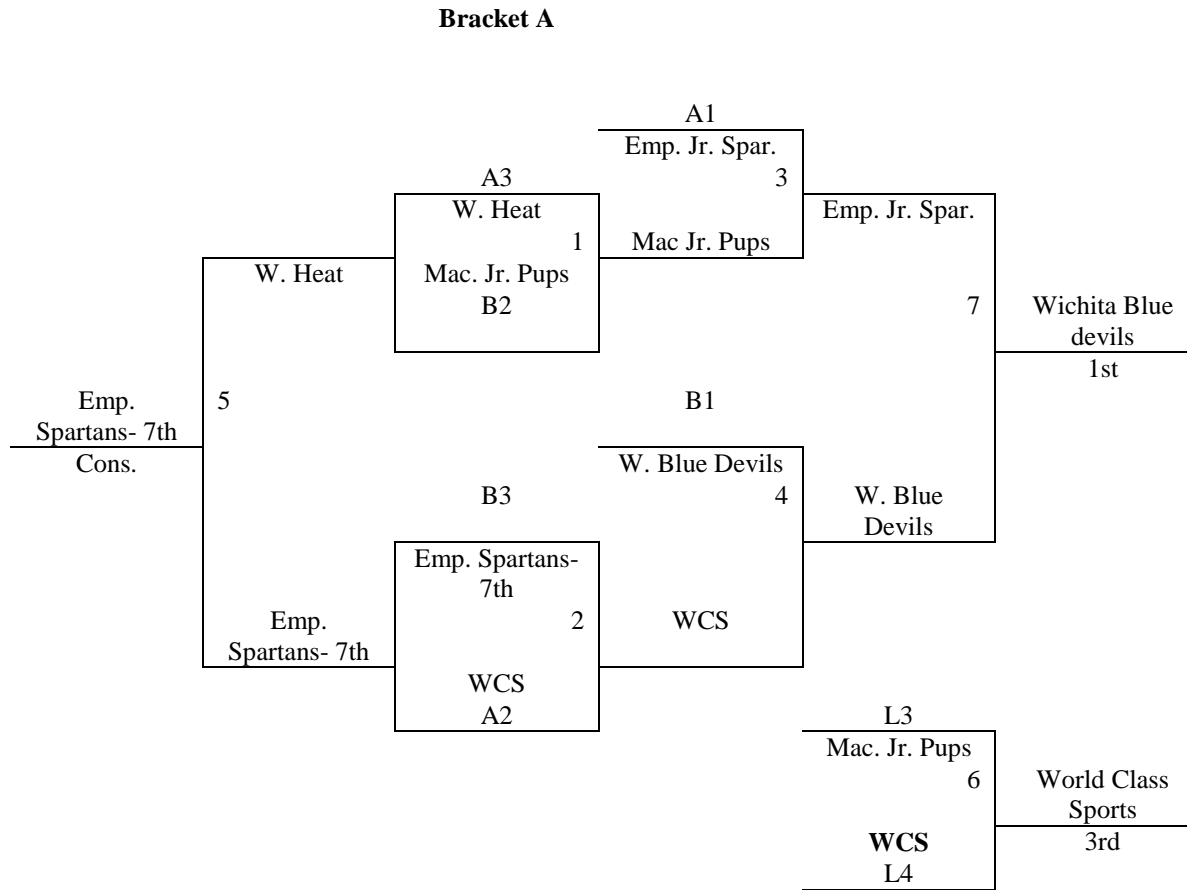 Bracket A
A1
Emp. Jr. Spar.
A3
3
W. Heat
Emp. Jr. Spar.
1
Mac Jr. Pups
W. Heat
Mac. Jr. Pups
B2
7
Wichita Blue
devils
1st
Emp.
Spartans- 7th
Cons.
5
B1
W. Blue Devils
B3
4
W. Blue
Devils
Emp. Spartans-
7th
Emp.
Spartans- 7th
2
WCS
WCS
A2
L3
Mac. Jr. Pups
6
World Class
Sports
3rd
WCS
L4